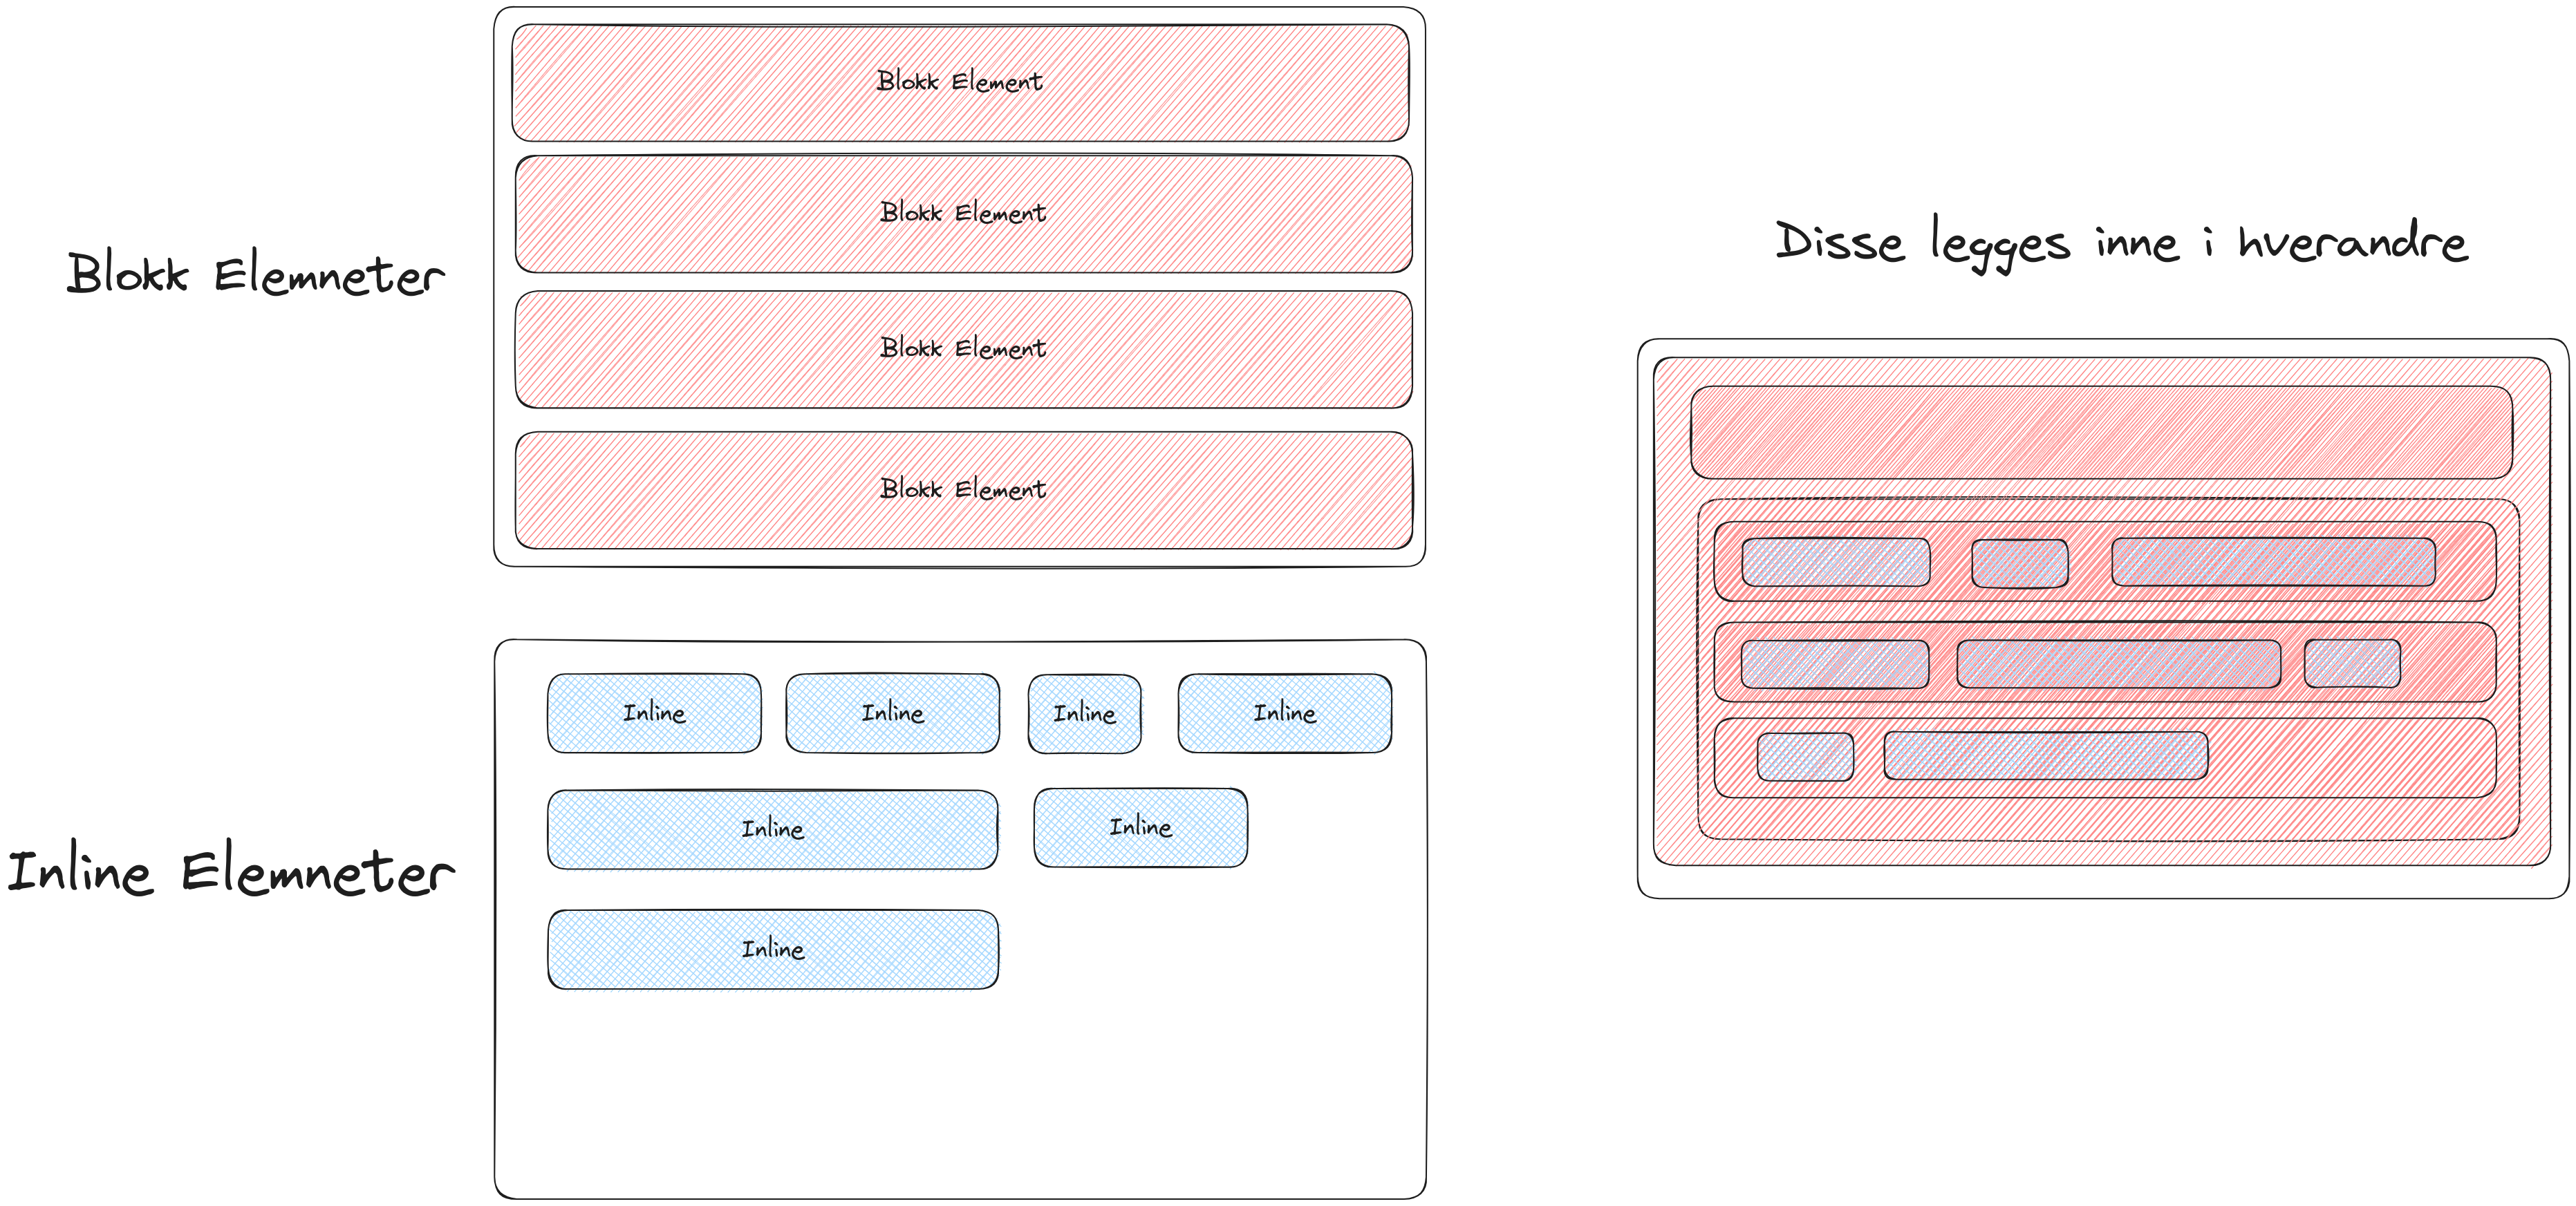 Blokk Elemneter
Blokk Element
Blokk Element
Blokk Element
Blokk Element
Inline Elemneter
Inline Inline Inline Inline
Inline Inline
Inline
Disse legges inne i hverandre